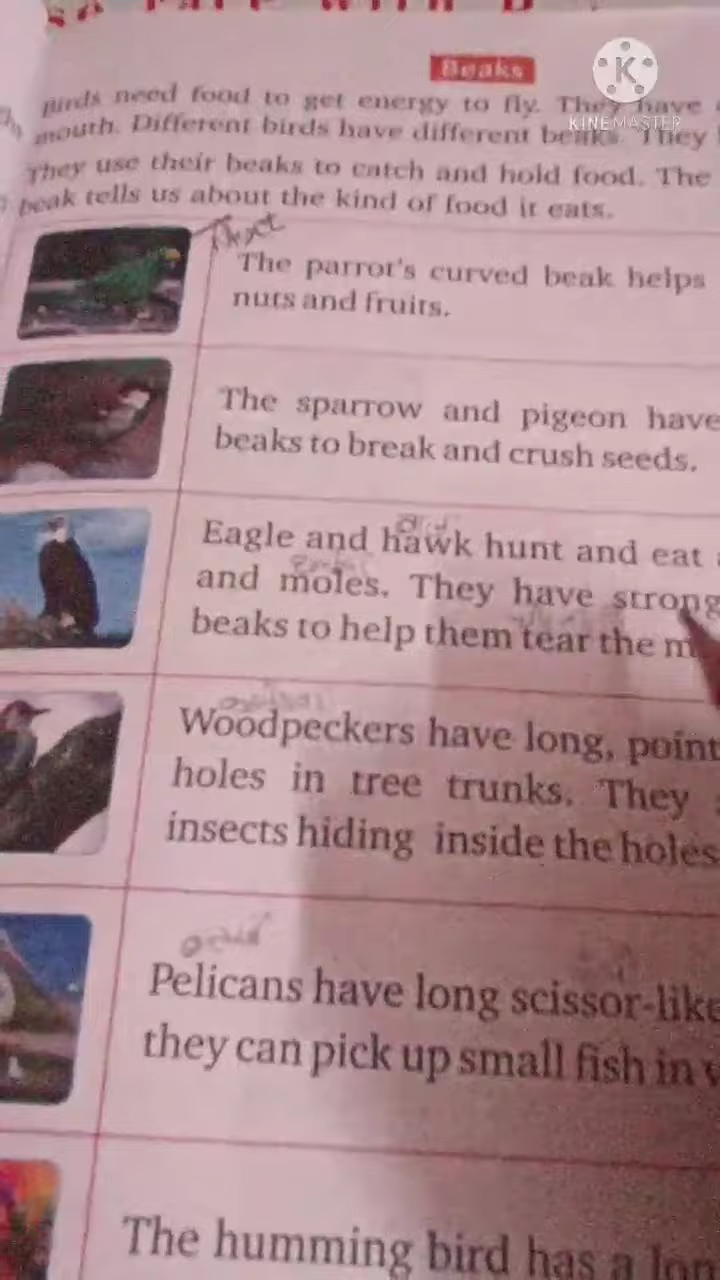 Beaks
Birds need food to get energy to fly. They have
mouth. Different birds have different beaks. They
They use their beaks to catch and hold food. The
beak tells us about the kind of food it eats.
The parrot's curved beak helps
nuts and fruits.
The sparrow and pigeon have
beaks to break and crush seeds.
Eagle and hawk hunt and eat
and moles. They have strong
beaks to help them tear the m
Woodpeckers have long, point
holes in tree trunks. They
insects hiding inside the holes
Pelicans have long scissor-like
they can pick up small fish in
The humming bird has a lon
KINEMASTER